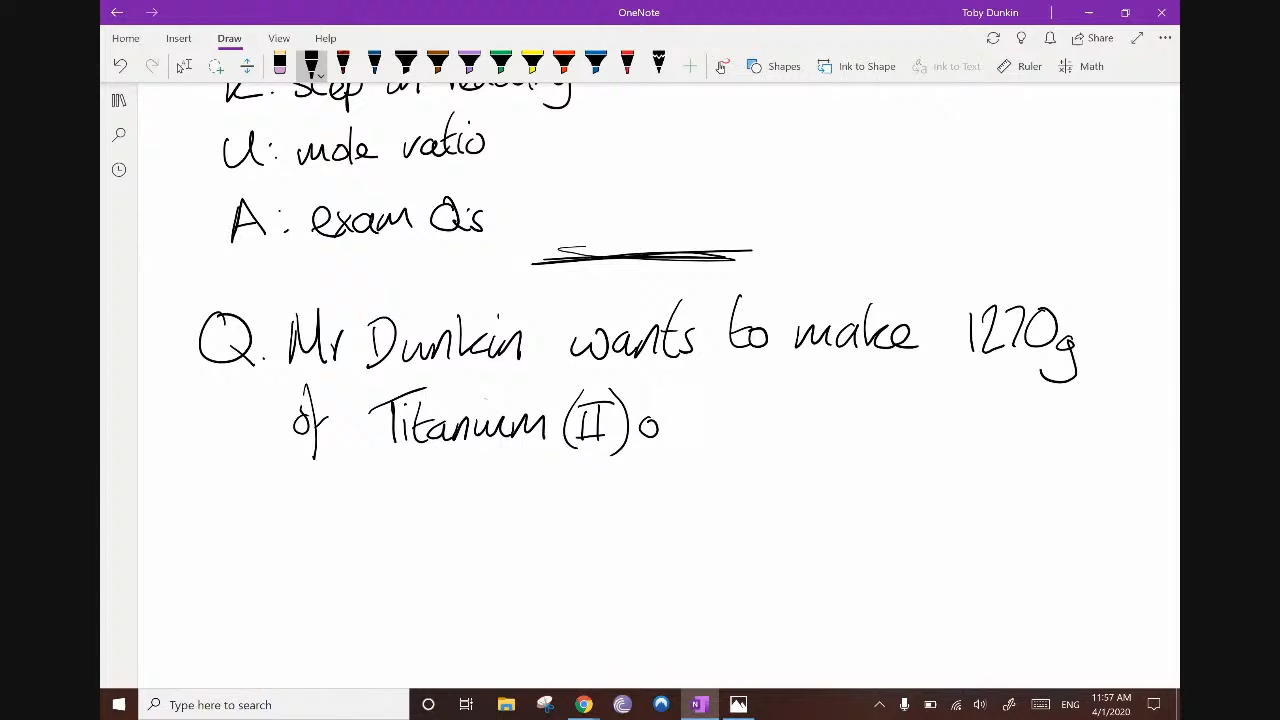 OneNote
Toby Dunkin
Home Insert Draw View Help
Share
Shapes Ink to Shape Ink to Text Ruler Math
U: mole ratio
A: exam Q's
Q. Mr Dunkin wants to make 1270g
of Titanium (II) o
Type here to search
ENG
11:57 AM
4/1/2020